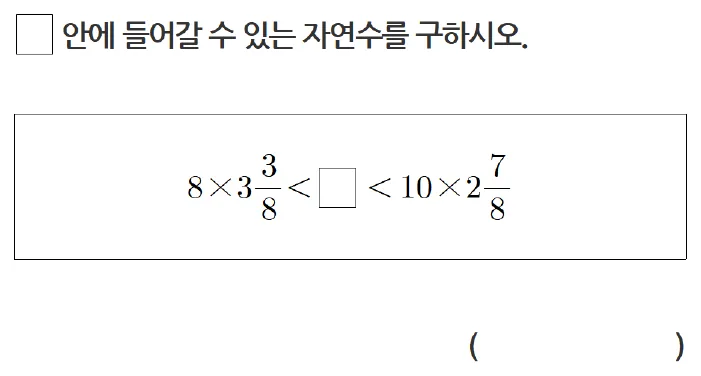 □ 안에 들어갈 수 있는 자연수를 구하시오.
8×3 3/8 < □ < 10×2 7/8
( )